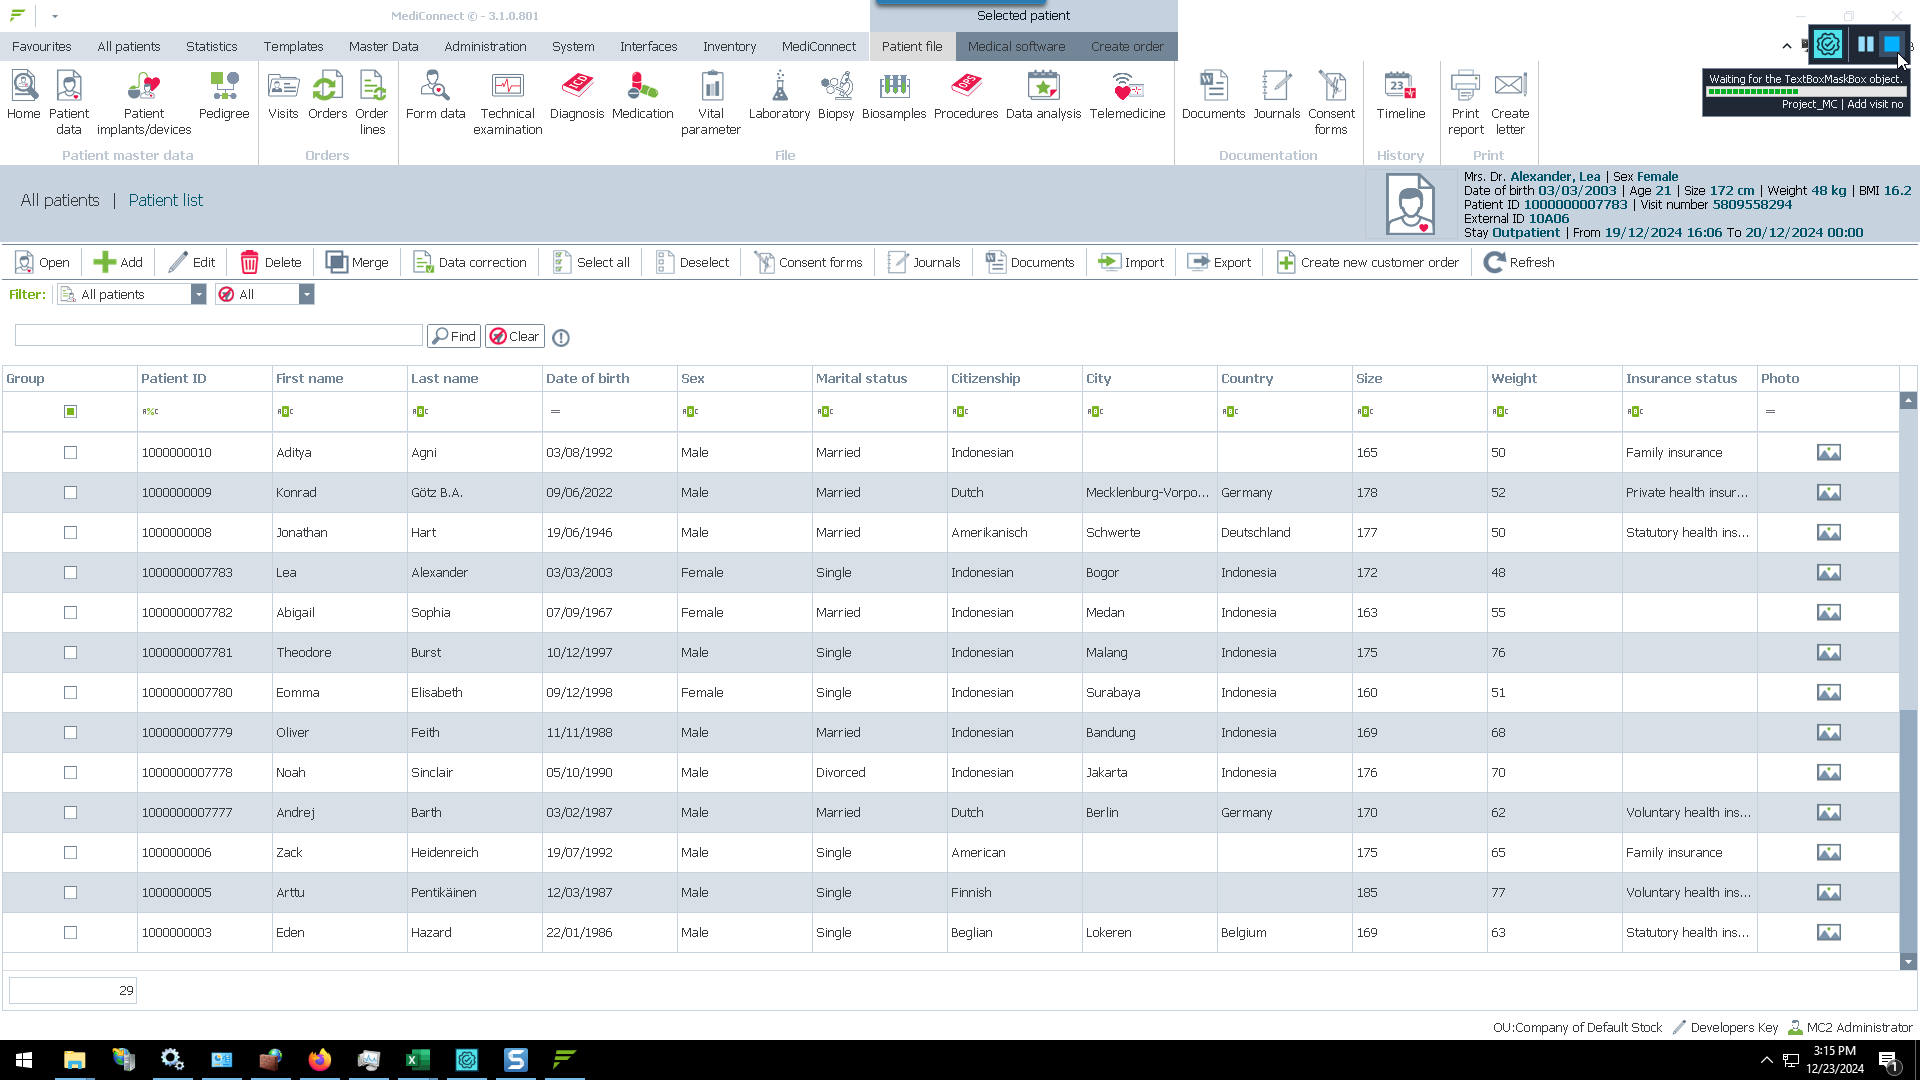 MediConnect © - 3.1.0.801
Selected patient
Favourites All patients Statistics Templates Master Data Administration System Interfaces Inventory MediConnect Patient file Medical software Create order
Waiting for the TextBoxMaskBox object.
Project_MC | Add visit no
Home Patient data Patient implants/devices Pedigree Visits Orders Order lines Form data Technical examination Diagnosis Medication Vital parameter Laboratory Biopsy Biosamples Procedures Data analysis Telemedicine Documents Journals Consent forms Timeline Print report Create letter
Patient master data Orders File Documentation History Print
All patients | Patient list
Mrs. Dr. Alexander, Lea | Sex Female
Date of birth 03/03/2003 | Age 21 | Size 172 cm | Weight 48 kg | BMI 16.2
Patient ID 1000000007783 | Visit number 5809558294
External ID 10A06
Stay Outpatient | From 19/12/2024 16:06 To 20/12/2024 00:00
Open Add Edit Delete Merge Data correction Select all Deselect Consent forms Journals Documents Import Export Create new customer order Refresh
Filter: All patients All
Find Clear
Group Patient ID First name Last name Date of birth Sex Marital status Citizenship City Country Size Weight Insurance status Photo
1000000010 Aditya Agni 03/08/1992 Male Married Indonesian 165 50 Family insurance
1000000009 Konrad Götz B.A. 09/06/2022 Male Married Dutch Mecklenburg-Vorpo... Germany 178 52 Private health insur...
1000000008 Jonathan Hart 19/06/1946 Male Married Amerikanisch Schwerte Deutschland 177 50 Statutory health ins...
1000000007783 Lea Alexander 03/03/2003 Female Single Indonesian Bogor Indonesia 172 48
1000000007782 Abigail Sophia 07/09/1967 Female Married Indonesian Medan Indonesia 163 55
1000000007781 Theodore Burst 10/12/1997 Male Single Indonesian Malang Indonesia 175 76
1000000007780 Eomma Elisabeth 09/12/1998 Female Single Indonesian Surabaya Indonesia 160 51
1000000007779 Oliver Feith 11/11/1988 Male Married Indonesian Bandung Indonesia 169 68
1000000007778 Noah Sinclair 05/10/1990 Male Divorced Indonesian Jakarta Indonesia 176 70
1000000007777 Andrej Barth 03/02/1987 Male Married Dutch Berlin Germany 170 62 Voluntary health ins...
1000000006 Zack Heidenreich 19/07/1992 Male Single American 175 65 Family insurance
1000000005 Arttu Pentikäinen 12/03/1987 Male Single Finnish 185 77 Voluntary health ins...
1000000003 Eden Hazard 22/01/1986 Male Single Beglian Lokeren Belgium 169 63 Statutory health ins...
29
OU:Company of Default Stock Developers Key MC2 Administrator
3:15 PM
12/23/2024
1